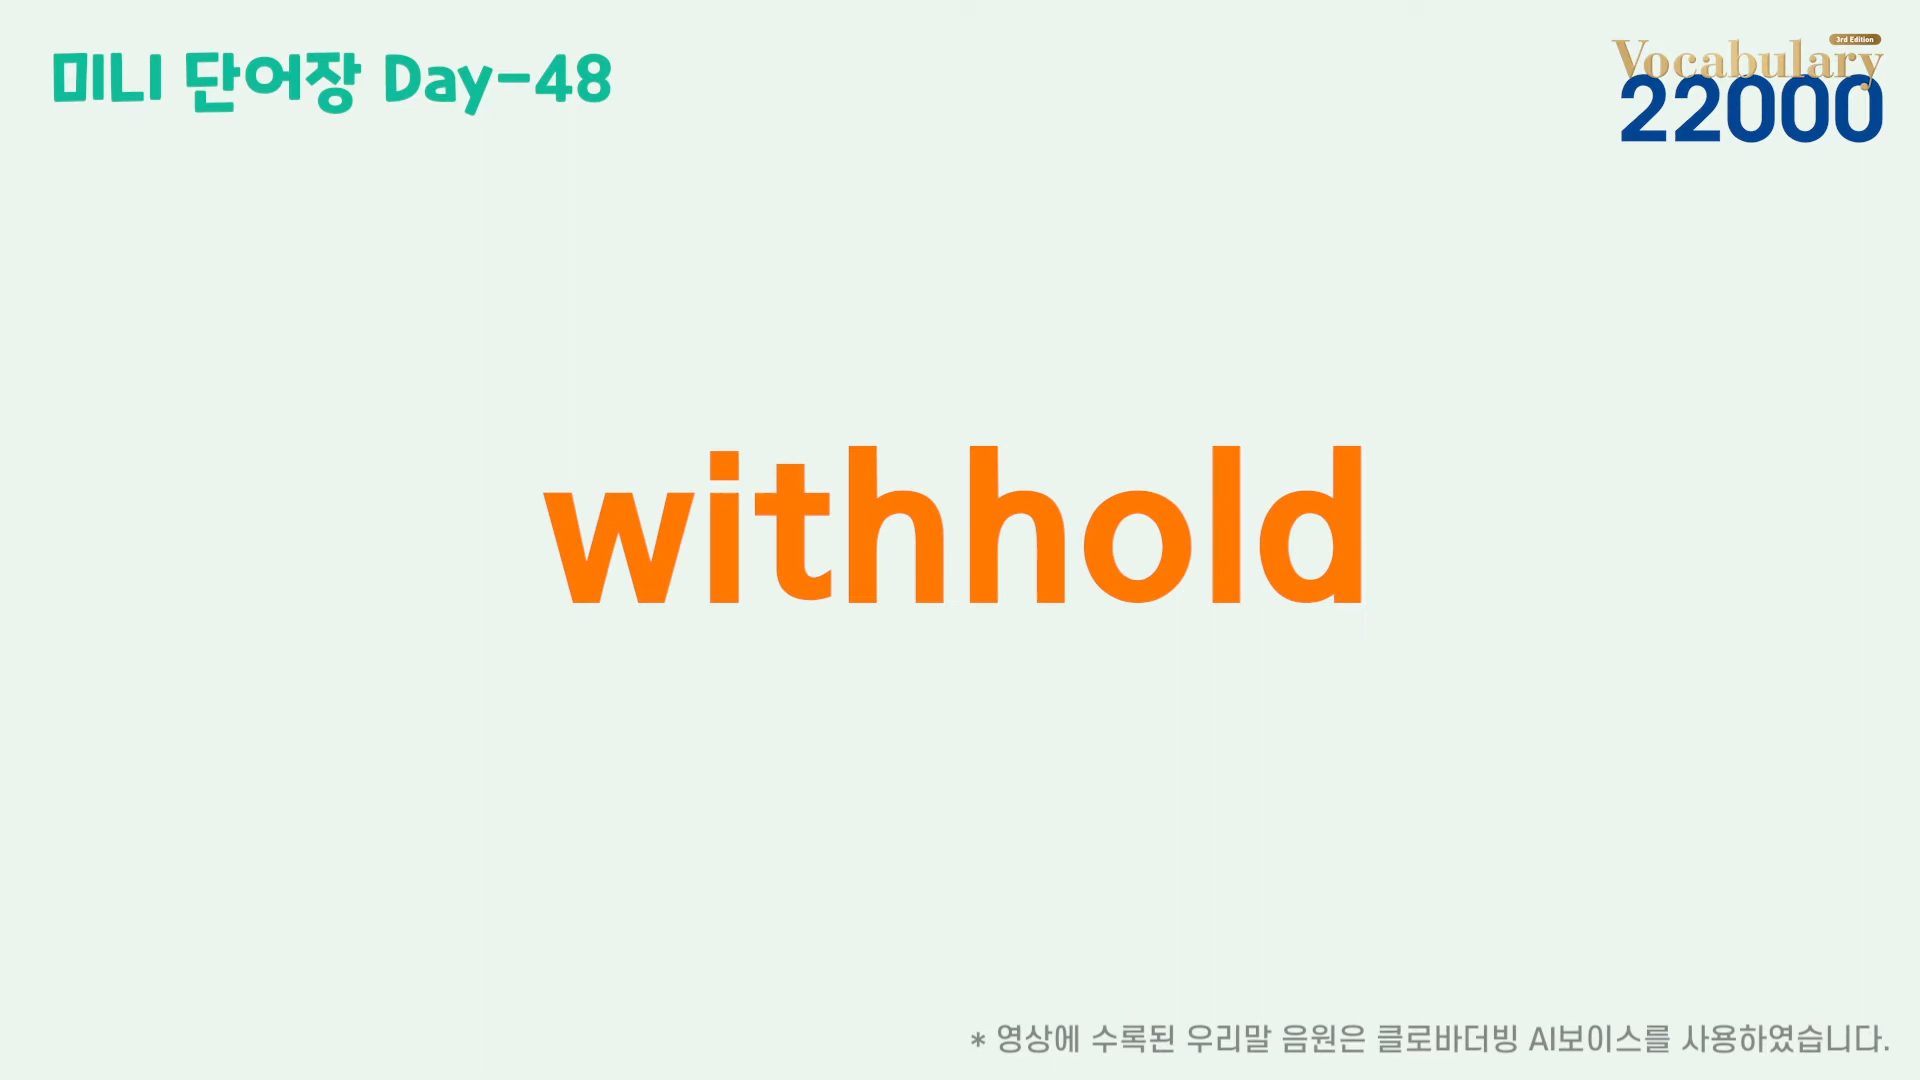 미니 단어장 Day-48
3rd Edition
Vocabulary
22000
withhold
* 영상에 수록된 우리말 음원은 클로바더빙 AI보이스를 사용하였습니다.